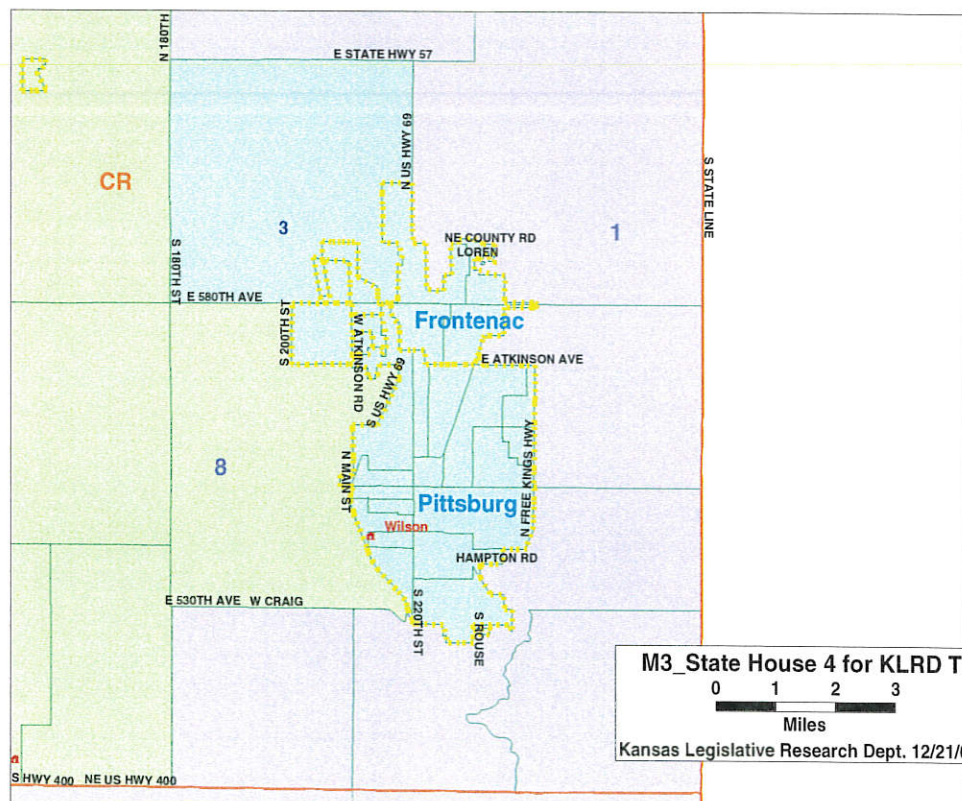 N 180TH
E STATE HWY 57
N US HWY 69
S STATE LINE
CR
3
1
NE COUNTY RD
LOREN
S 180TH ST
E 580TH AVE
S 200TH ST
W ATKINSON RD
Frontenac
E ATKINSON AVE
S US HWY 69
8
N MAIN ST
N FREE KINGS HWY
Pittsburg
Wilson
HAMPTON RD
E 530TH AVE W CRAIG
S 220TH ST
S ROUSE
M3_State House 4 for KLRD T
0 1 2 3
Miles
Kansas Legislative Research Dept. 12/21/
S HWY 400 NE US HWY 400